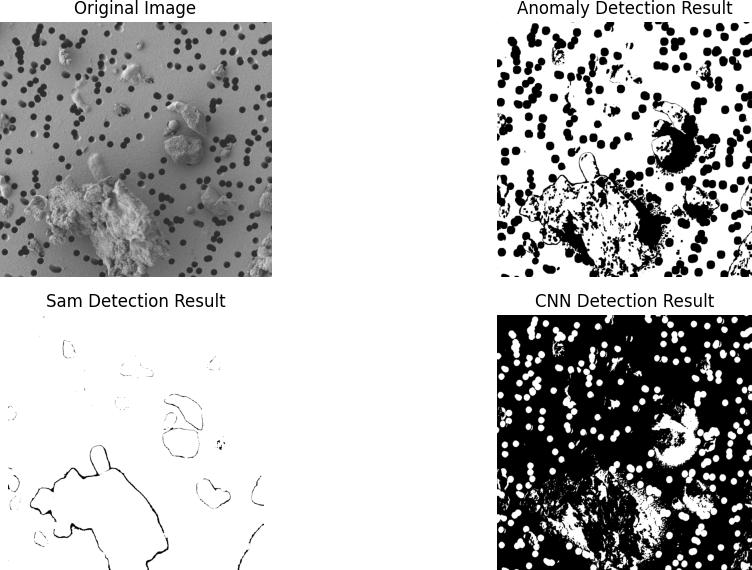 Original Image
Anomaly Detection Result
Sam Detection Result
CNN Detection Result